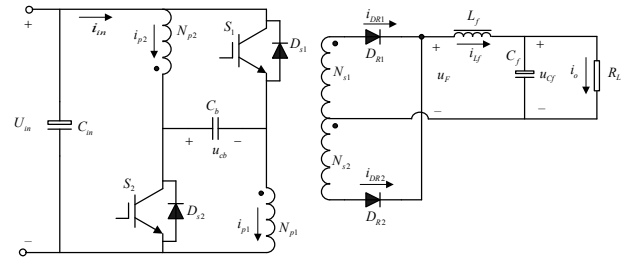 +
i_in
i_p2
N_p2
S_1
D_s1
U_in
C_in
C_b
+ −
u_cb
S_2
D_s2
i_p1
N_p1
−
N_s1
N_s2
i_DR1
D_R1
i_DR2
D_R2
+
u_F
−
L_f
i_Lf
C_f
+
u_Cf
−
i_o
R_L